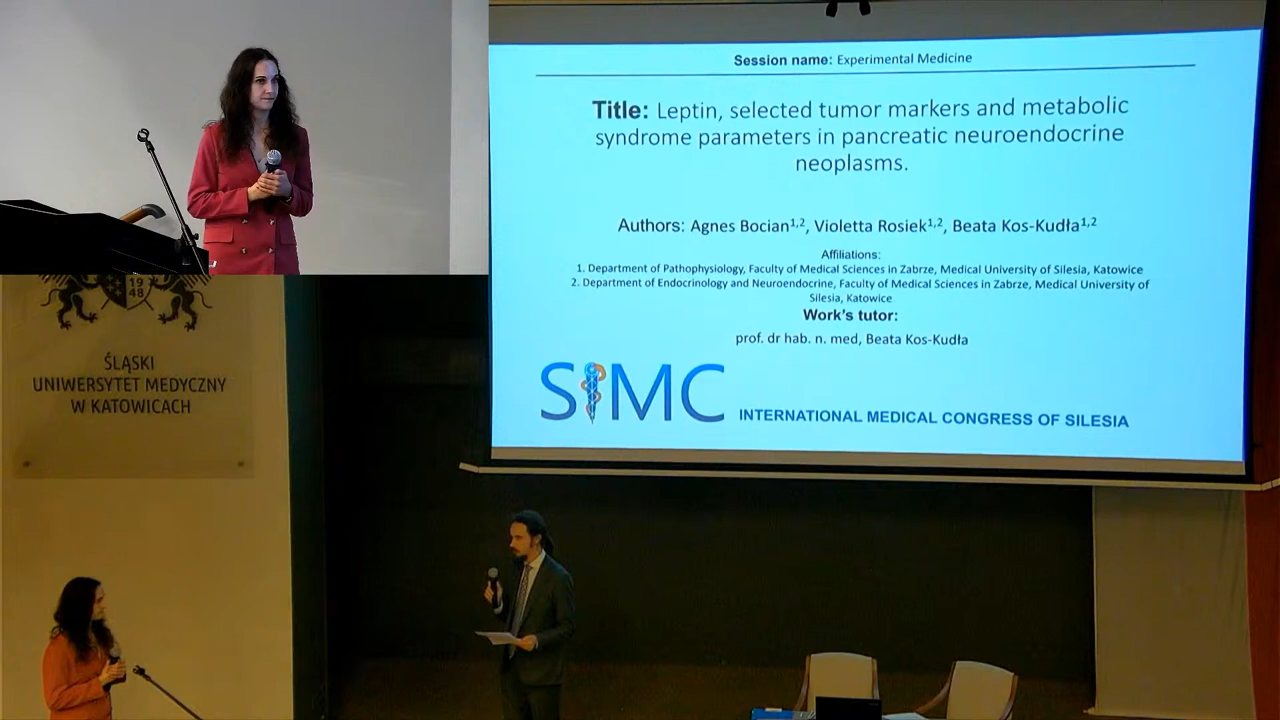 Session name: Experimental Medicine
Title: Leptin, selected tumor markers and metabolic
syndrome parameters in pancreatic neuroendocrine
neoplasms.
Authors: Agnes Bocian1,2, Violetta Rosiek1,2, Beata Kos-Kudła1,2
Affiliations:
1. Department of Pathophysiology, Faculty of Medical Sciences in Zabrze, Medical University of Silesia, Katowice
2. Department of Endocrinology and Neuroendocrine, Faculty of Medical Sciences in Zabrze, Medical University of
Silesia, Katowice
Work's tutor:
prof. dr hab. n. med, Beata Kos-Kudła
SIMC INTERNATIONAL MEDICAL CONGRESS OF SILESIA
19
48
ŚLĄSKI
UNIWERSYTET MEDYCZNY
W KATOWICACH